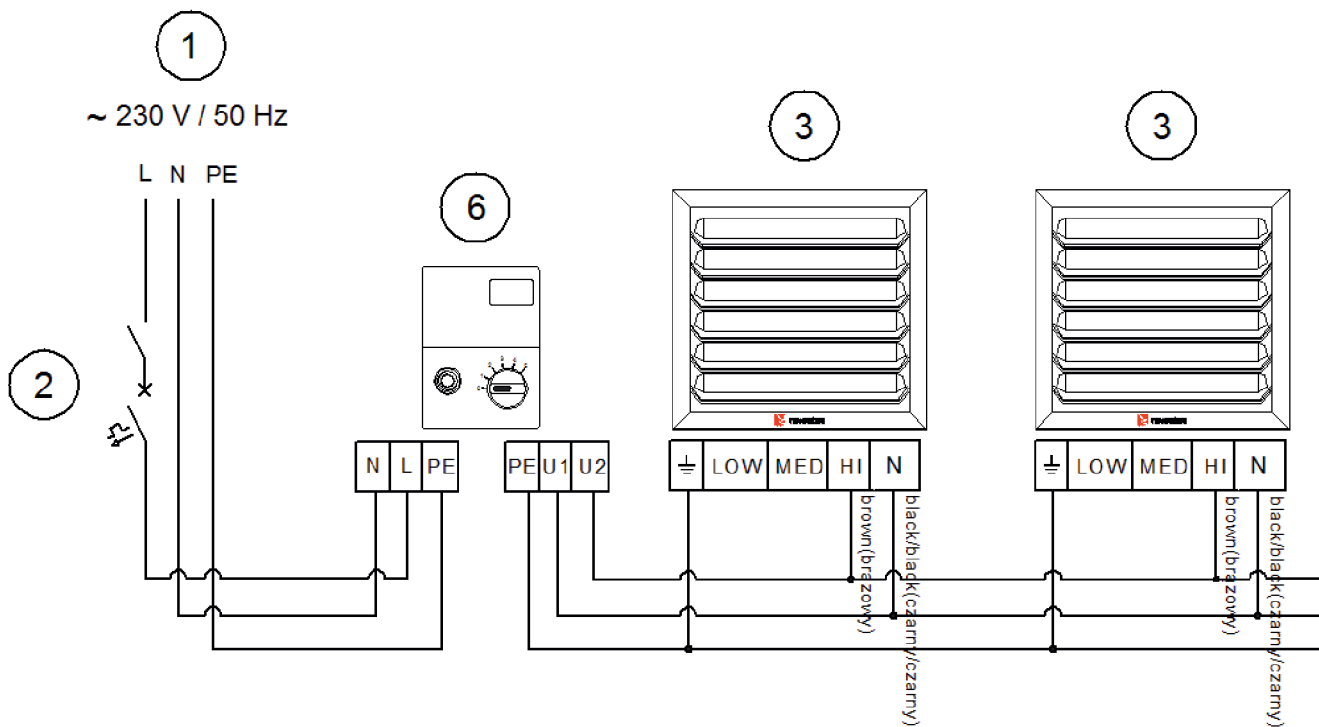 1
~ 230 V / 50 Hz
L N PE
3
3
6
2
N L PE
PE U1 U2
LOW MED HI N
LOW MED HI N
brown(brazowy)
black/black(czarny/czarny)
brown(brazowy)
black/black(czarny/czarny)